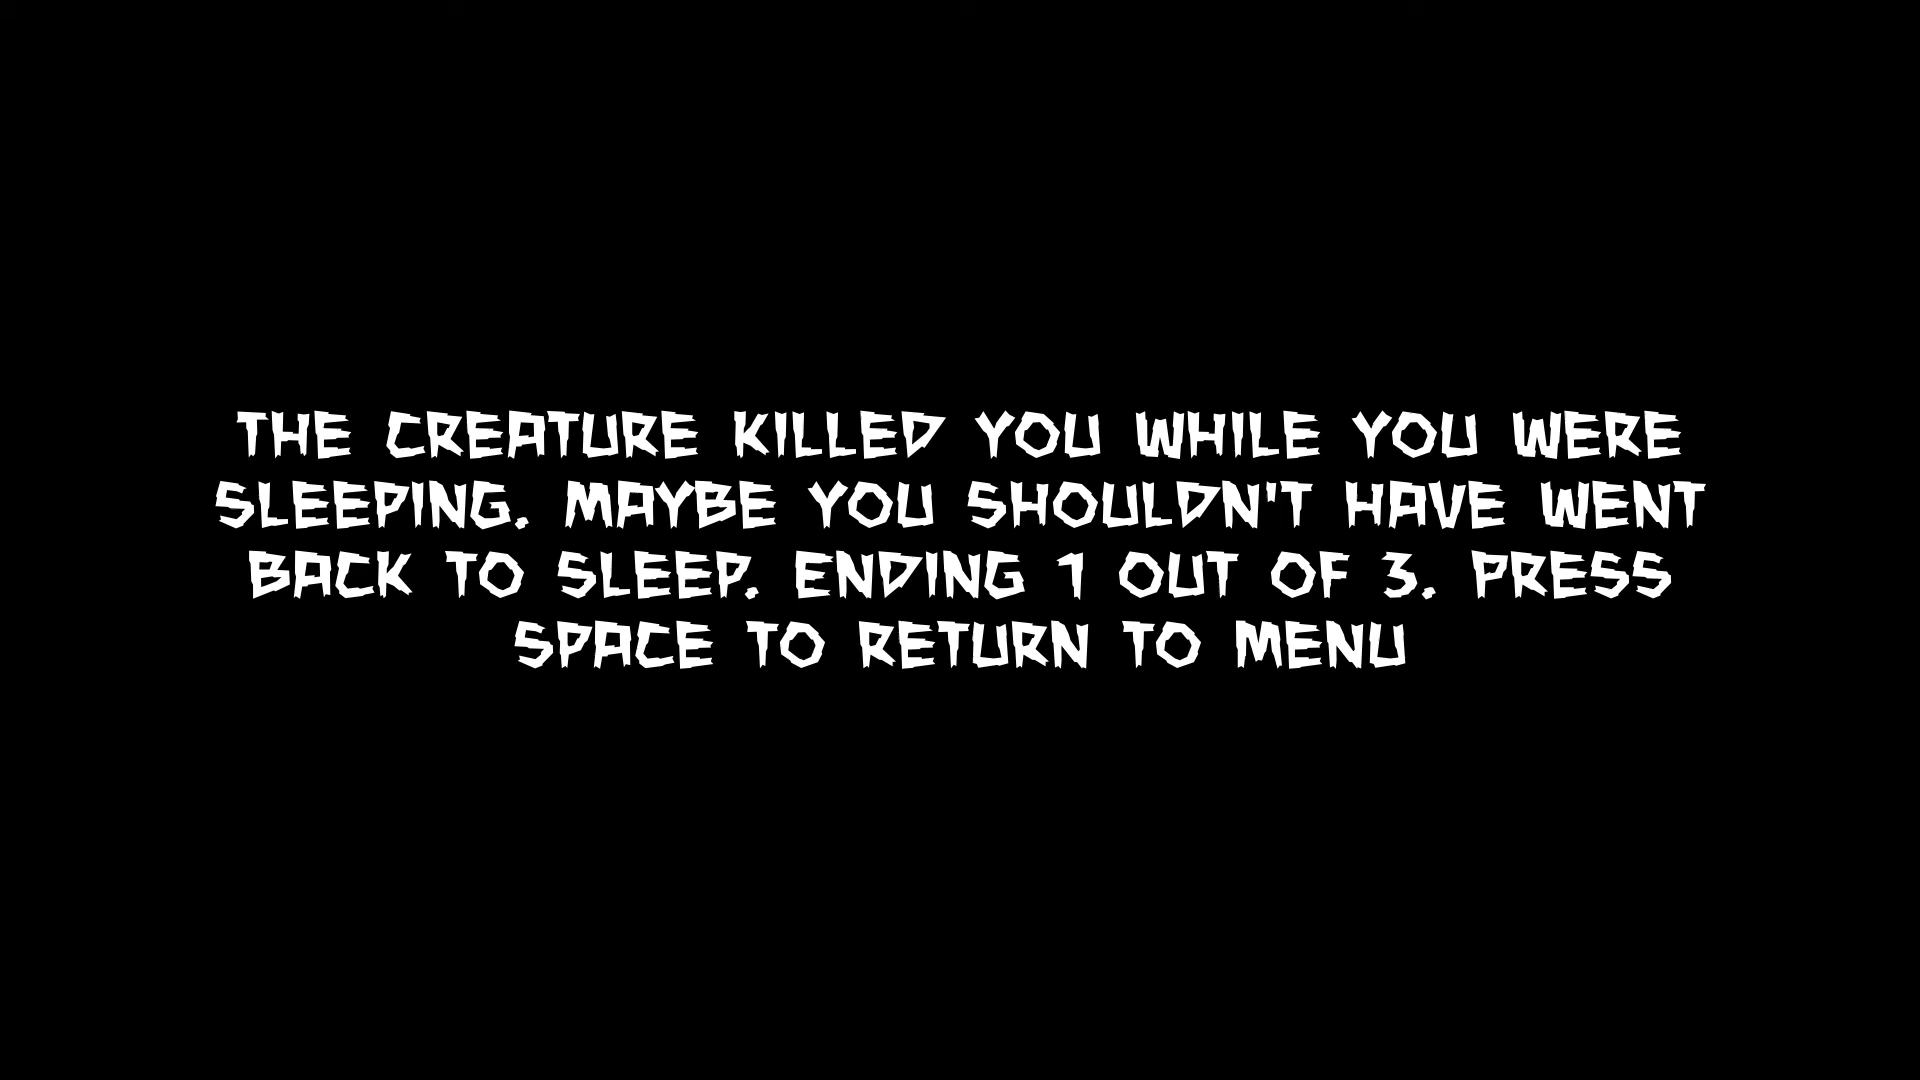 THE CREATURE KILLED YOU WHILE YOU WERE
SLEEPING. MAYBE YOU SHOULDN'T HAVE WENT
BACK TO SLEEP. ENDING 1 OUT OF 3. PRESS
SPACE TO RETURN TO MENU